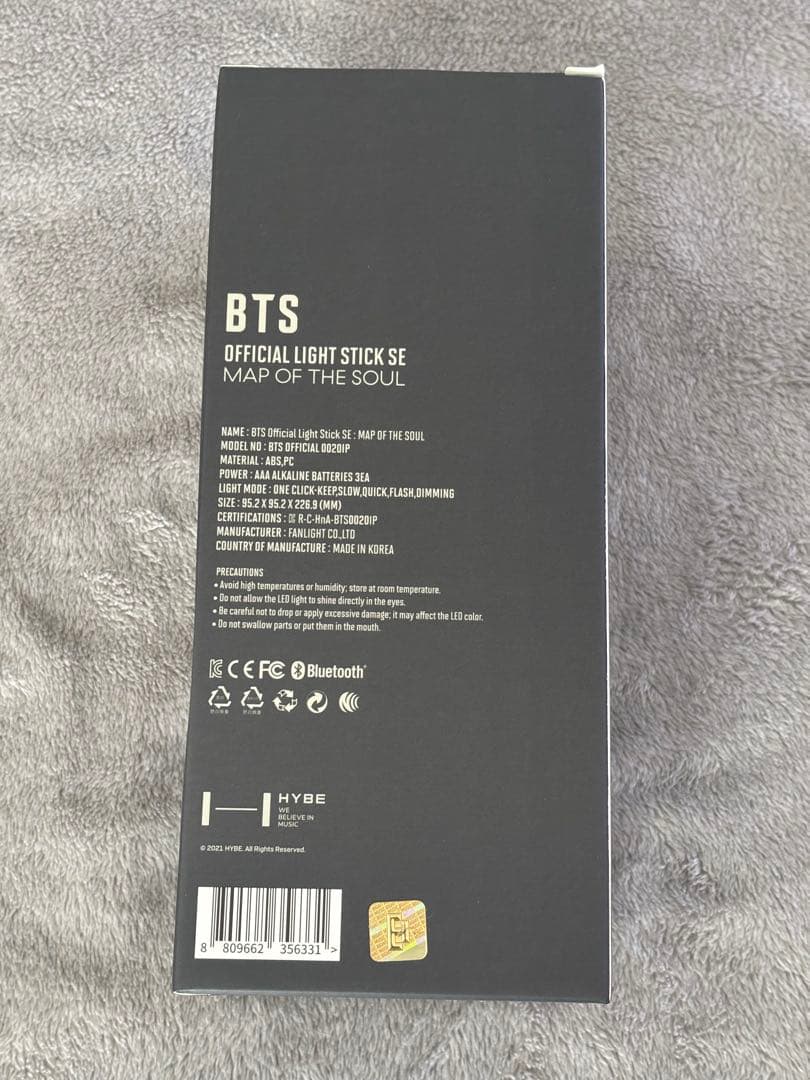 BTS
OFFICIAL LIGHT STICK SE
MAP OF THE SOUL
NAME : BTS Official Light Stick SE : MAP OF THE SOUL
MODEL NO : BTS OFFICIAL 0020IP
MATERIAL : ABS,PC
POWER : AAA ALKALINE BATTERIES 3EA
LIGHT MODE : ONE CLICK-KEEP,SLOW,QUICK,FLASH,DIMMING
SIZE : 95.2 X 95.2 X 226.9 (MM)
CERTIFICATIONS : R-C-HnA-BTS0020IP
MANUFACTURER : FANLIGHT CO.,LTD
COUNTRY OF MANUFACTURE : MADE IN KOREA
PRECAUTIONS
• Avoid high temperatures or humidity; store at room temperature.
• Do not allow the LED light to shine directly in the eyes.
• Be careful not to drop or apply excessive damage; it may affect the LED color.
• Do not swallow parts or put them in the mouth.
CE FC Bluetooth®
HYBE
WE
BELIEVE IN
MUSIC
© 2021 HYBE. All Rights Reserved.
8 809662 356331 >